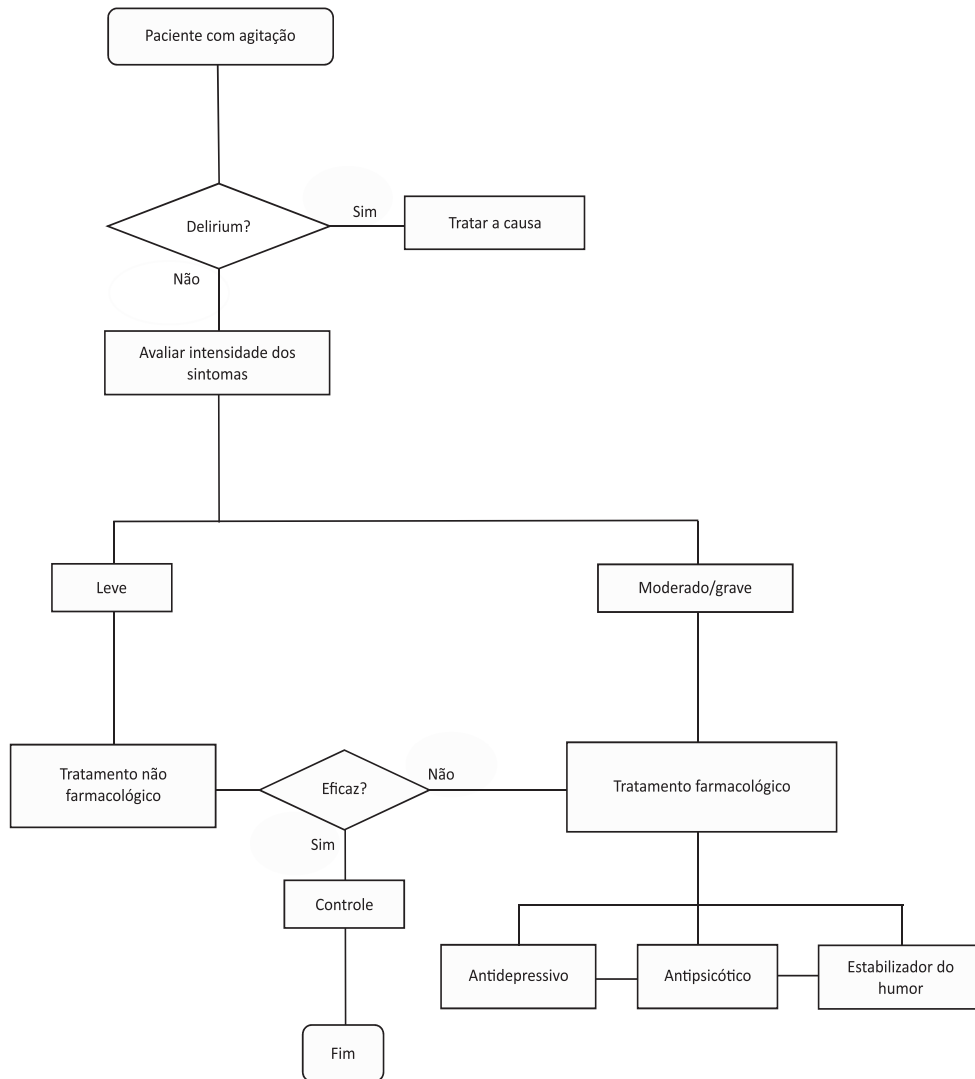 Paciente com agitação
Delirium?
Sim
Tratar a causa
Não
Avaliar intensidade dos
sintomas
Leve
Moderado/grave
Tratamento não
farmacológico
Eficaz?
Não
Tratamento farmacológico
Sim
Controle
Antidepressivo
Antipsicótico
Estabilizador do
humor
Fim